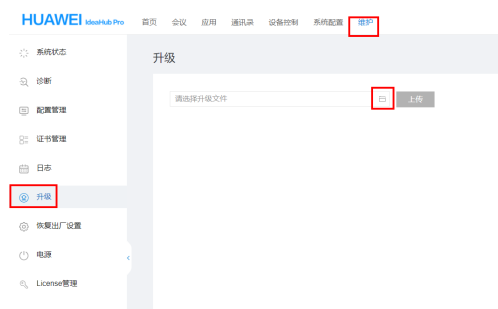 HUAWEI IdeaHub Pro 首页 会议 应用 通讯录 设备控制 系统配置 维护
系统状态
升级
诊断
请选择升级文件 上传
配置管理
证书管理
日志
升级
恢复出厂设置
电源
License管理